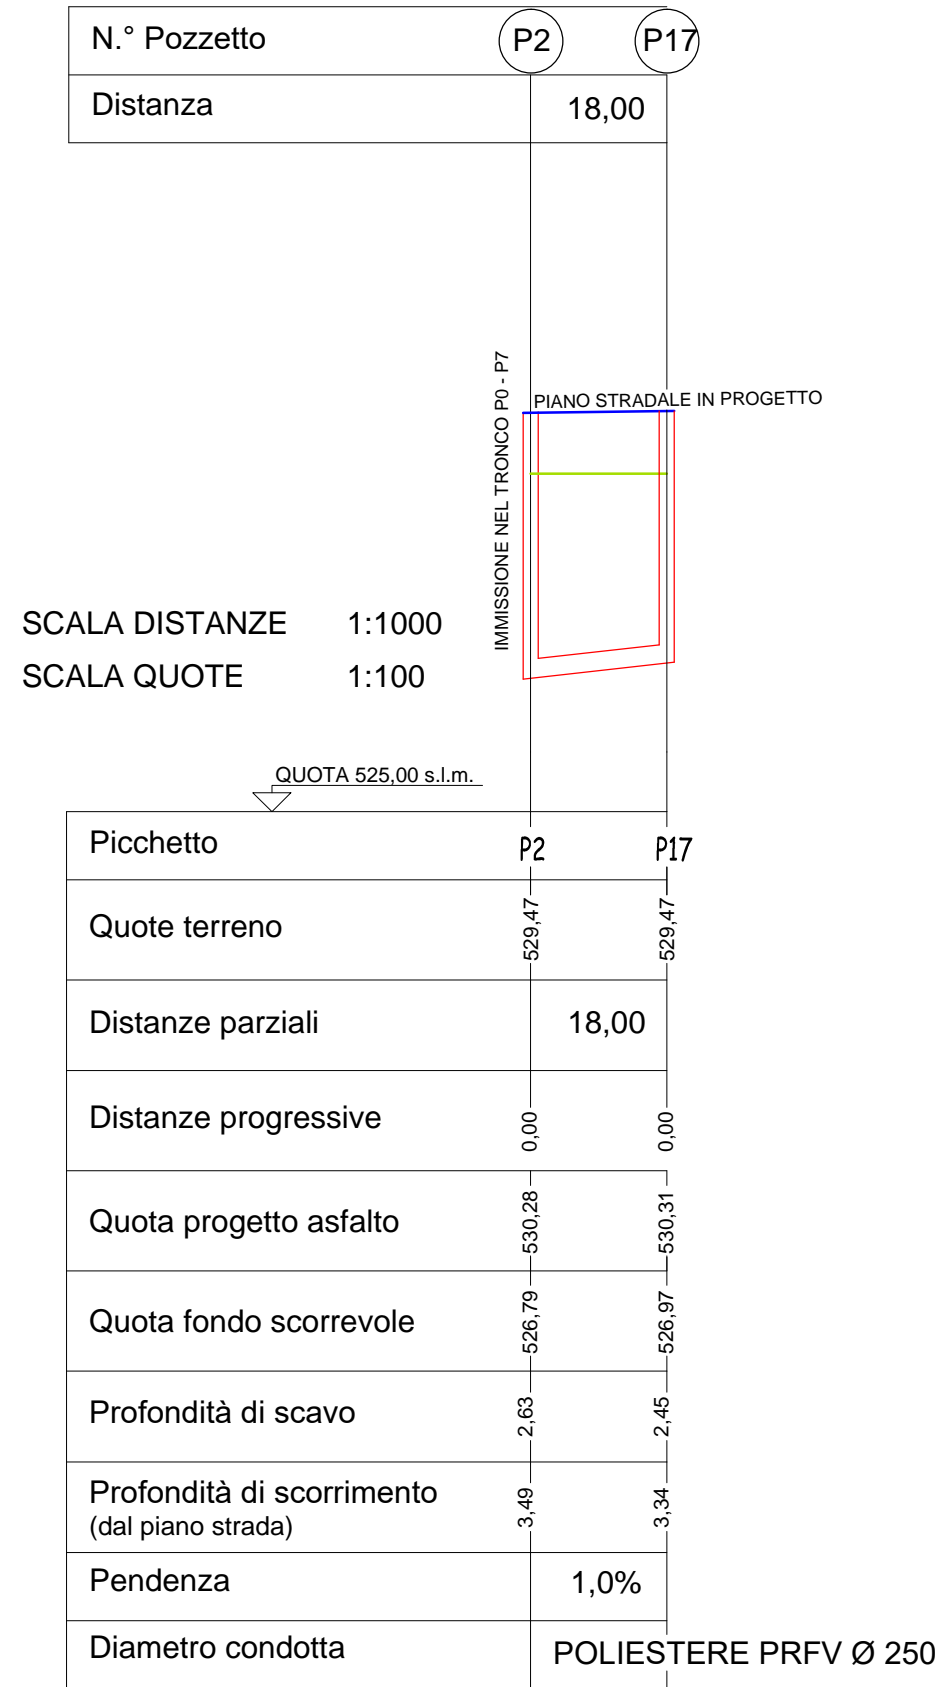 N.° Pozzetto P2 P17
Distanza 18,00
IMMISSIONE NEL TRONCO P0 - P7
PIANO STRADALE IN PROGETTO
SCALA DISTANZE 1:1000
SCALA QUOTE 1:100
QUOTA 525,00 s.l.m.
Picchetto P2 P17
Quote terreno 529,47 529,47
Distanze parziali 18,00
Distanze progressive 0,00 0,00
Quota progetto asfalto 530,28 530,31
Quota fondo scorrevole 526,79 526,97
Profondità di scavo 2,63 2,45
Profondità di scorrimento 3,49 3,34
(dal piano strada)
Pendenza 1,0%
Diametro condotta POLIESTERE PRFV Ø 250